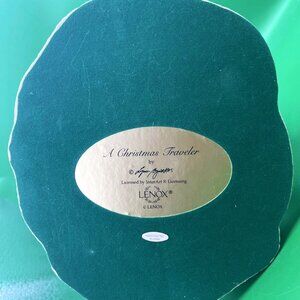 A Christmas Traveler
by
©
Licensed by InterArt ® Licensing
LENOX®
© LENOX